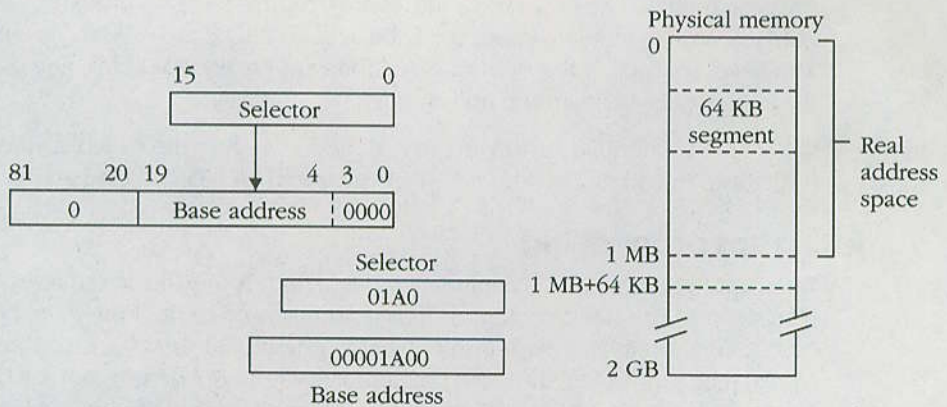 Physical memory
0
15 0
Selector
64 KB
segment
Real
address
space
81 20 19 4 3 0
0 Base address 0000
1 MB
Selector
01A0
1 MB+64 KB
00001A00
Base address
2 GB